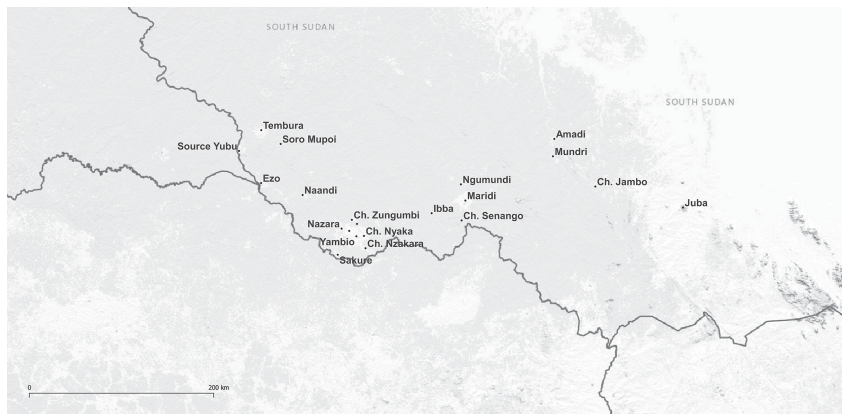 SOUTH SUDAN
SOUTH SUDAN
Tembura
Amadi
Soro Mupoi
Source Yubu
Mundri
Ezo
Ngumundi
Ch. Jambo
Naandi
Maridi
Juba
Ibba
Ch. Zungumbi
Ch. Senango
Nazara
Ch. Nyaka
Yambio
Ch. Nzakara
Sakure
0 200 km